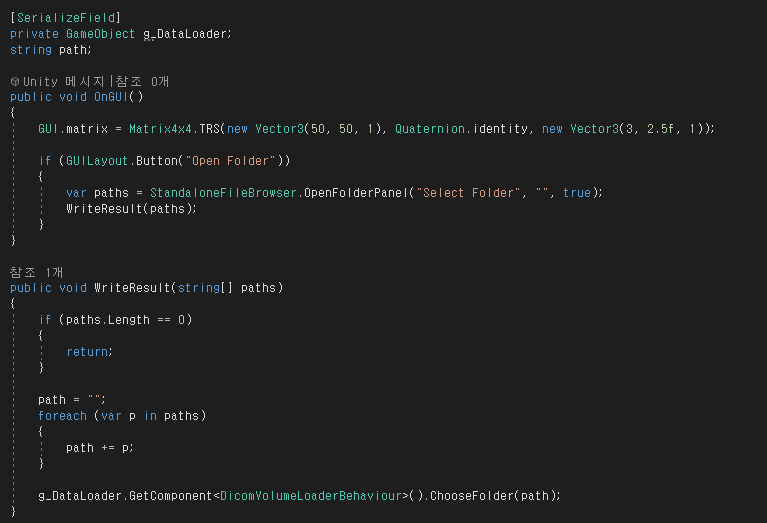 [SerializeField]
private GameObject g_DataLoader;
string path;
Unity 메시지|참조 0개
public void OnGUI()
{
GUI.matrix = Matrix4x4.TRS(new Vector3(50, 50, 1), Quaternion.identity, new Vector3(3, 2.5f, 1));
if (GUILayout.Button("Open Folder"))
{
var paths = StandaloneFileBrowser.OpenFolderPanel("Select Folder", "", true);
WriteResult(paths);
}
}
참조 1개
public void WriteResult(string[] paths)
{
if (paths.Length == 0)
{
return;
}
path = "";
foreach (var p in paths)
{
path += p;
}
g_DataLoader.GetComponent<DicomVolumeLoaderBehaviour>().ChooseFolder(path);
}